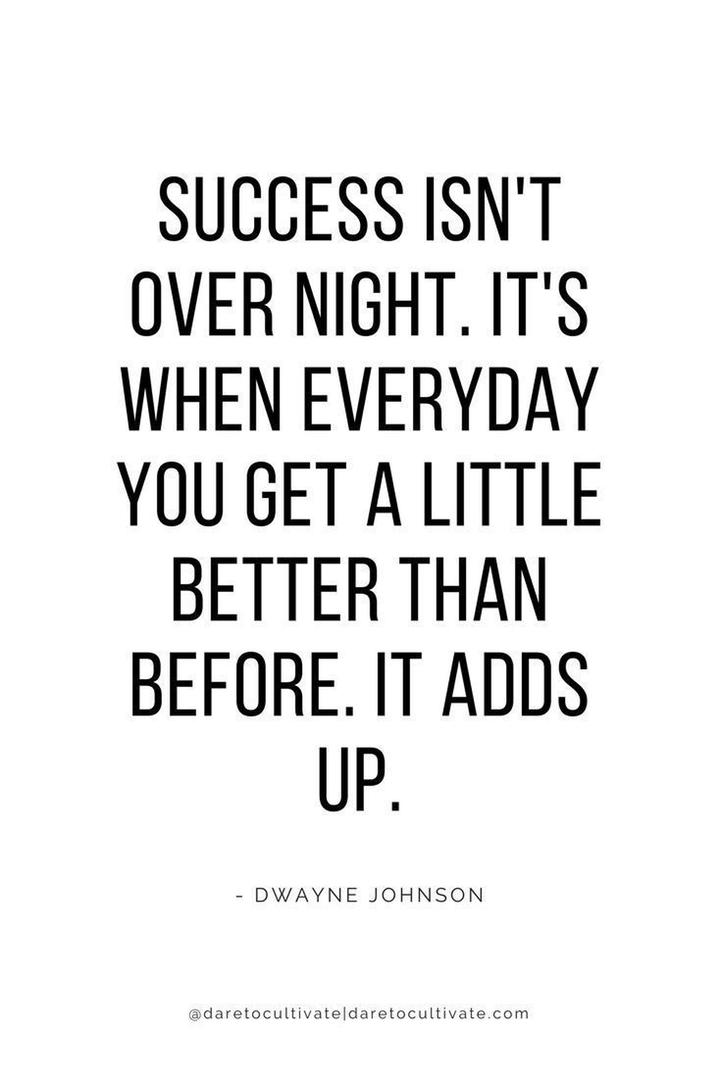 SUCCESS ISN'T
OVER NIGHT. IT'S
WHEN EVERYDAY
YOU GET A LITTLE
BETTER THAN
BEFORE. IT ADDS
UP.
- DWAYNE JOHNSON
@daretocultivate|daretocultivate.com